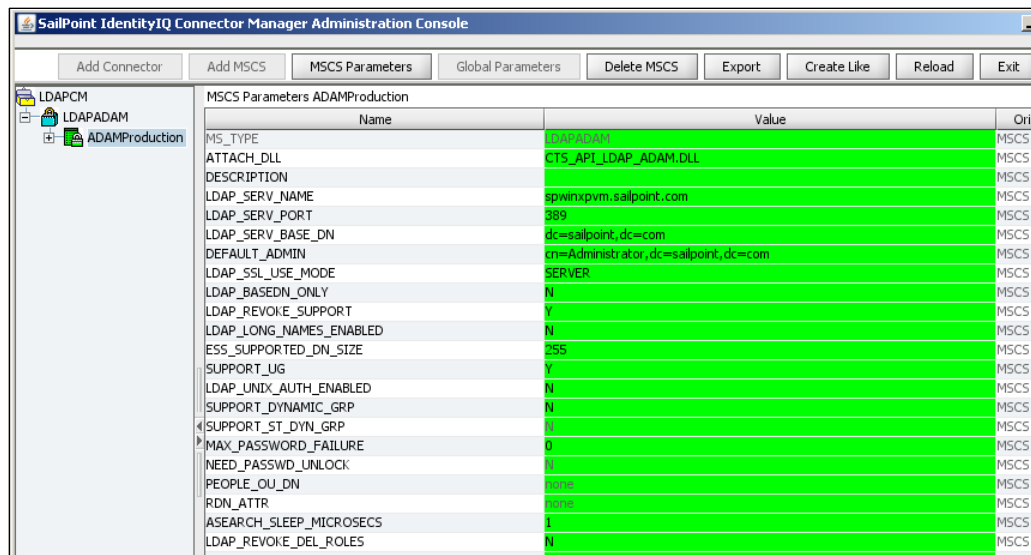 SailPoint IdentityIQ Connector Manager Administration Console
Add Connector Add MSCS MSCS Parameters Global Parameters Delete MSCS Export Create Like Reload Exit
LDAPCM
LDAPADAM
ADAMProduction
MSCS Parameters ADAMProduction
Name Value Ori
MS_TYPE LDAPADAM MSCS
ATTACH_DLL CTS_API_LDAP_ADAM.DLL MSCS
DESCRIPTION MSCS
LDAP_SERV_NAME spwinxpvm.sailpoint.com MSCS
LDAP_SERV_PORT 389 MSCS
LDAP_SERV_BASE_DN dc=sailpoint,dc=com MSCS
DEFAULT_ADMIN cn=Administrator,dc=sailpoint,dc=com MSCS
LDAP_SSL_USE_MODE SERVER MSCS
LDAP_BASEDN_ONLY N MSCS
LDAP_REVOKE_SUPPORT Y MSCS
LDAP_LONG_NAMES_ENABLED N MSCS
ESS_SUPPORTED_DN_SIZE 255 MSCS
SUPPORT_UG Y MSCS
LDAP_UNIX_AUTH_ENABLED N MSCS
SUPPORT_DYNAMIC_GRP N MSCS
SUPPORT_ST_DYN_GRP N MSCS
MAX_PASSWORD_FAILURE 0 MSCS
NEED_PASSWD_UNLOCK N MSCS
PEOPLE_OU_DN none MSCS
RDN_ATTR none MSCS
ASEARCH_SLEEP_MICROSECS 1 MSCS
LDAP_REVOKE_DEL_ROLES N MSCS